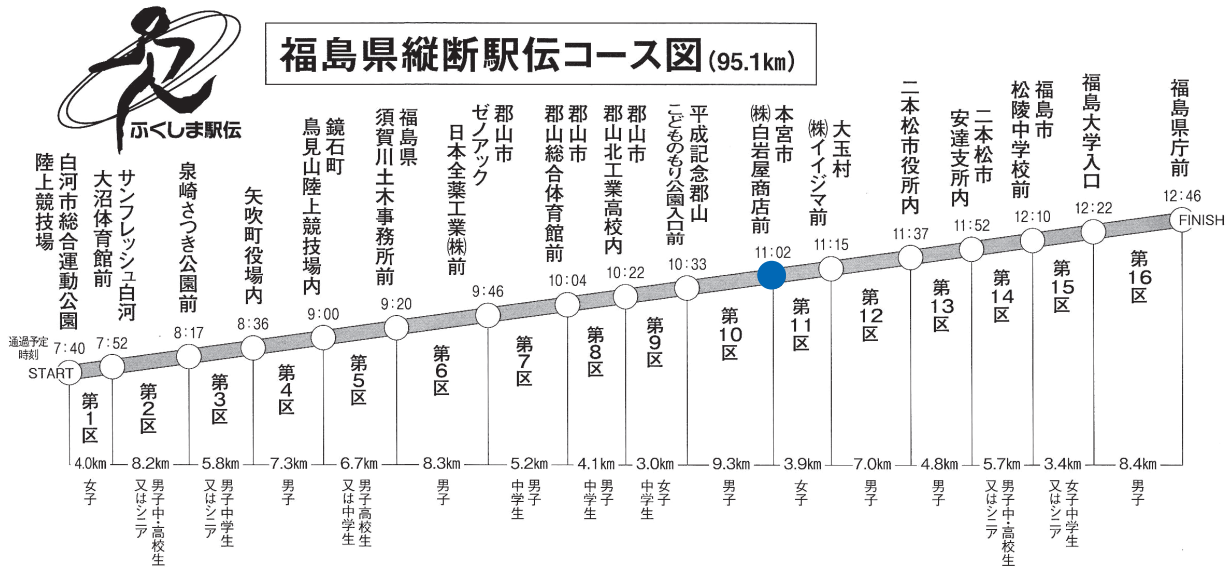 福島県縦断駅伝コース図(95.1km)
ふくしま駅伝
白河市総合運動公園
陸上競技場
サンフレッシュ白河
大沼体育館前
泉崎さつき公園前
矢吹町役場内
鏡石町
鳥見山陸上競技場内
福島県
須賀川土木事務所前
郡山市
ゼノアック
日本全薬工業㈱前
郡山市
郡山総合体育館前
郡山市
郡山北工業高校内
平成記念郡山
こどものもり公園入口前
本宮市
㈱白岩屋商店前
大玉村
㈱イイジマ前
二本松市役所内
二本松市
安達支所内
福島市
松陵中学校前
福島大学入口
福島県庁前
通過予定
時刻
7:40
7:52
8:17
8:36
9:00
9:20
9:46
10:04
10:22
10:33
11:02
11:15
11:37
11:52
12:10
12:22
12:46
START
FINISH
第1区
第2区
第3区
第4区
第5区
第6区
第7区
第8区
第9区
第10区
第11区
第12区
第13区
第14区
第15区
第16区
4.0km
8.2km
5.8km
7.3km
6.7km
8.3km
5.2km
4.1km
3.0km
9.3km
3.9km
7.0km
4.8km
5.7km
3.4km
8.4km
女子
男子中・高校生
又はシニア
男子中学生
又はシニア
男子
男子高校生
又は中学生
男子
男子
中学生
男子
中学生
女子
中学生
男子
女子
男子
男子
男子中・高校生
又はシニア
女子中学生
又はシニア
男子